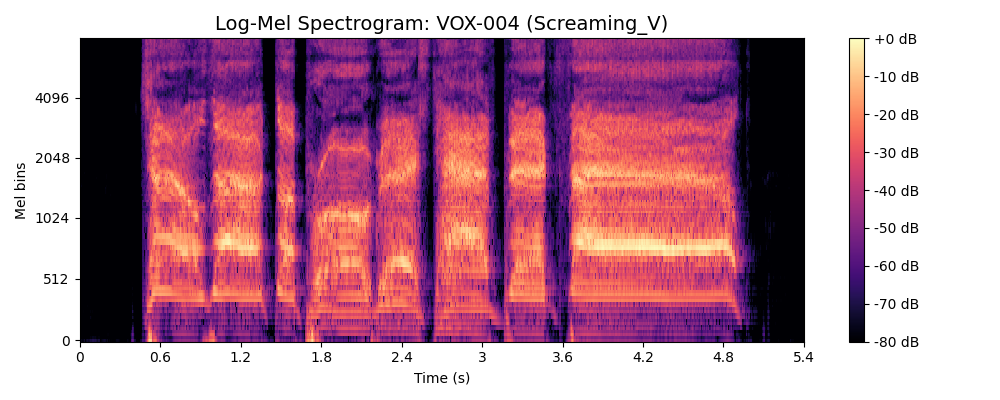 Log-Mel Spectrogram: VOX-004 (Screaming_V)
Mel bins
4096
2048
1024
512
0
0 0.6 1.2 1.8 2.4 3 3.6 4.2 4.8 5.4
Time (s)
+0 dB
-10 dB
-20 dB
-30 dB
-40 dB
-50 dB
-60 dB
-70 dB
-80 dB